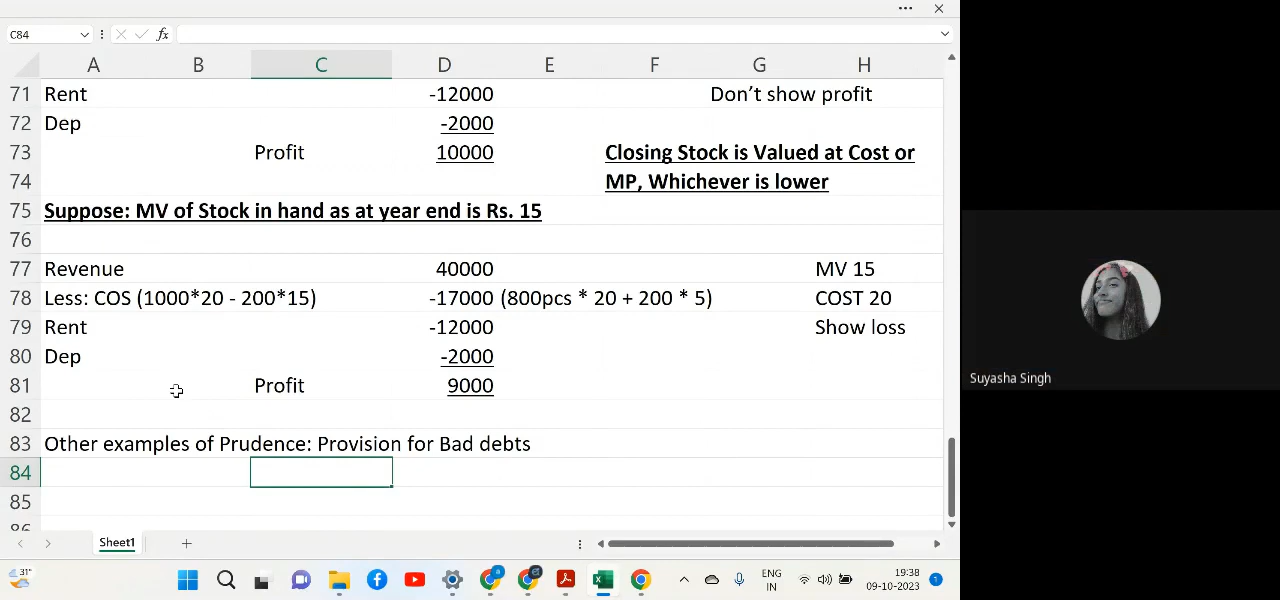 C84
fx
A B C D E F G H
71 Rent -12000 Don't show profit
72 Dep -2000
73 Profit 10000 Closing Stock is Valued at Cost or
74 MP, Whichever is lower
75 Suppose: MV of Stock in hand as at year end is Rs. 15
76
77 Revenue 40000 MV 15
78 Less: COS (1000*20 - 200*15) -17000 (800pcs * 20 + 200 * 5) COST 20
79 Rent -12000 Show loss
80 Dep -2000
81 Profit 9000
82
83 Other examples of Prudence: Provision for Bad debts
84
85
86
Sheet1
Suyasha Singh
31°
ENG
IN
19:38
09-10-2023
1